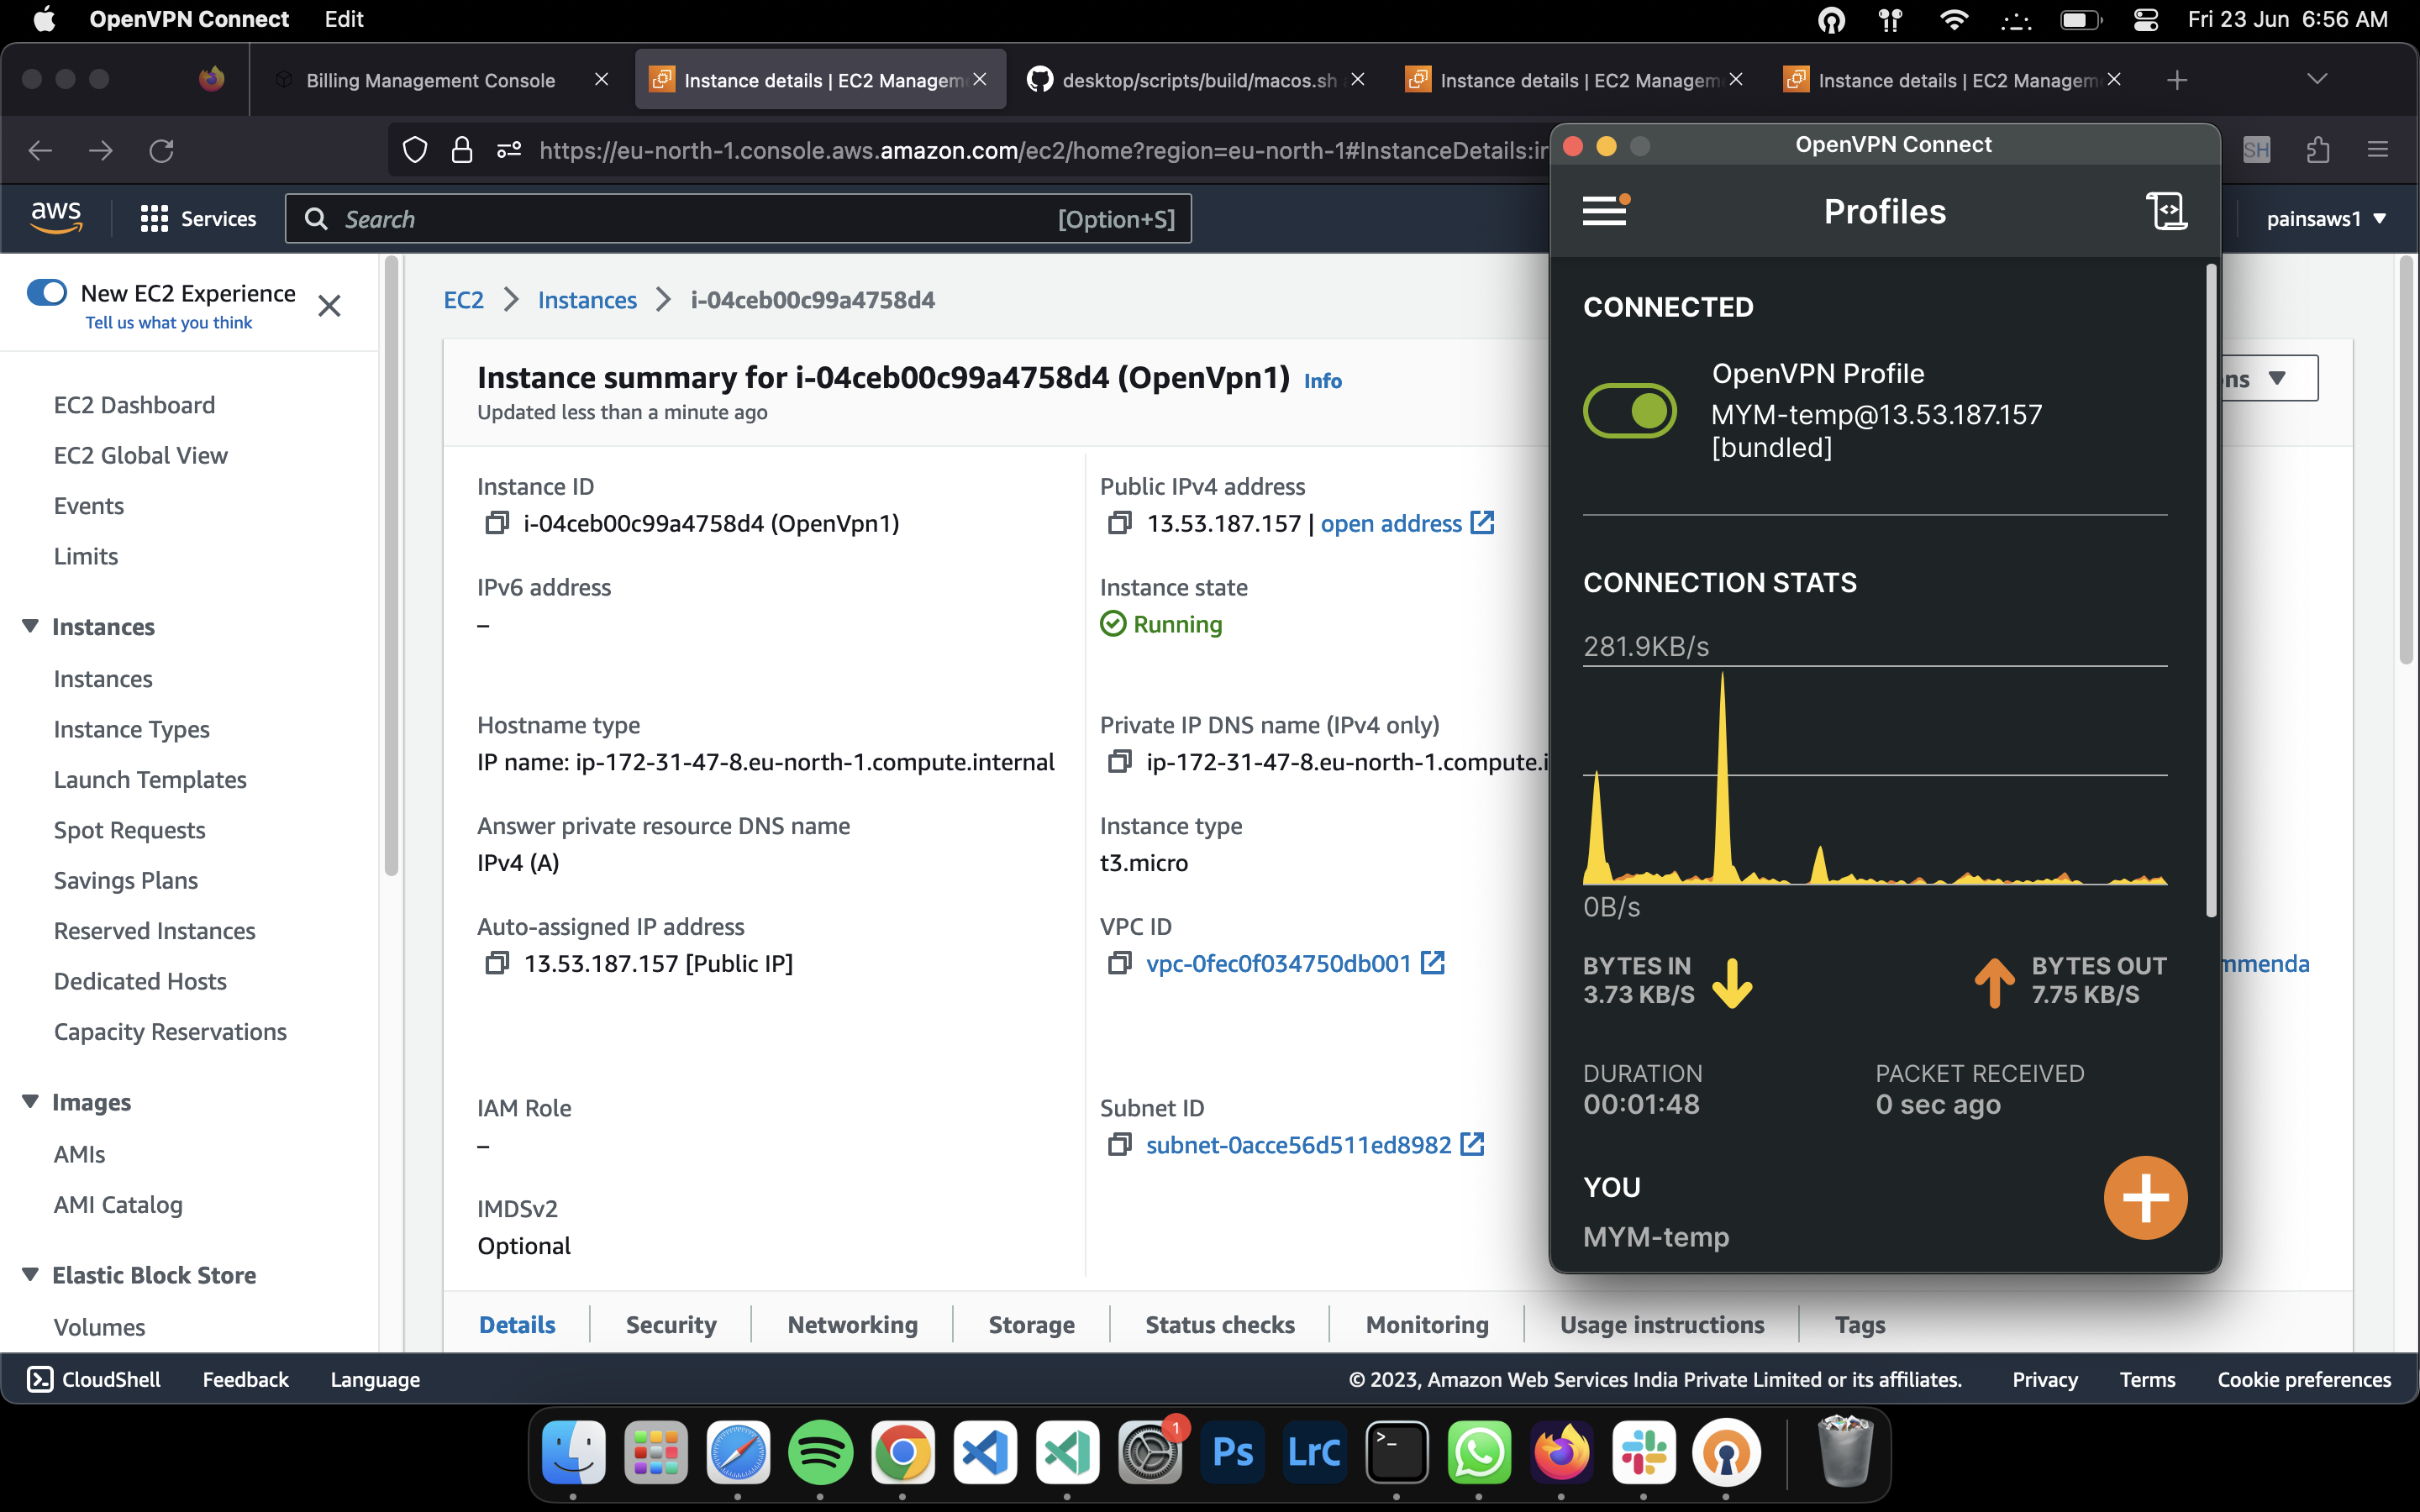 OpenVPN Connect Edit
Fri 23 Jun 6:56 AM
Billing Management Console
Instance details | EC2 Managem
desktop/scripts/build/macos.sh
Instance details | EC2 Managem
Instance details | EC2 Managem
https://eu-north-1.console.aws.amazon.com/ec2/home?region=eu-north-1#InstanceDetails:in
SH
aws
Services
Search
[Option+S]
painsaws1
New EC2 Experience
Tell us what you think
EC2 Dashboard
EC2 Global View
Events
Limits
Instances
Instances
Instance Types
Launch Templates
Spot Requests
Savings Plans
Reserved Instances
Dedicated Hosts
Capacity Reservations
Images
AMIs
AMI Catalog
Elastic Block Store
Volumes
EC2 > Instances > i-04ceb00c99a4758d4
Instance summary for i-04ceb00c99a4758d4 (OpenVpn1) Info
Updated less than a minute ago
ns
Instance ID
i-04ceb00c99a4758d4 (OpenVpn1)
IPv6 address
–
Hostname type
IP name: ip-172-31-47-8.eu-north-1.compute.internal
Answer private resource DNS name
IPv4 (A)
Auto-assigned IP address
13.53.187.157 [Public IP]
IAM Role
–
IMDSv2
Optional
Public IPv4 address
13.53.187.157 | open address
Instance state
Running
Private IP DNS name (IPv4 only)
ip-172-31-47-8.eu-north-1.compute.i
Instance type
t3.micro
VPC ID
vpc-0fec0f034750db001
Subnet ID
subnet-0acce56d511ed8982
mmenda
Details
Security
Networking
Storage
Status checks
Monitoring
Usage instructions
Tags
OpenVPN Connect
Profiles
CONNECTED
OpenVPN Profile
MYM-temp@13.53.187.157
[bundled]
CONNECTION STATS
281.9KB/s
0B/s
BYTES IN
3.73 KB/S
BYTES OUT
7.75 KB/S
DURATION
00:01:48
PACKET RECEIVED
0 sec ago
YOU
MYM-temp
CloudShell
Feedback
Language
© 2023, Amazon Web Services India Private Limited or its affiliates.
Privacy
Terms
Cookie preferences
1
Ps
LrC